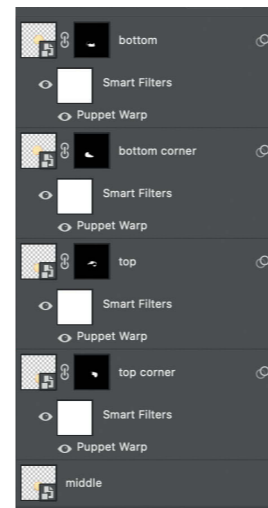 bottom
Smart Filters
Puppet Warp
bottom corner
Smart Filters
Puppet Warp
top
Smart Filters
Puppet Warp
top corner
Smart Filters
Puppet Warp
middle